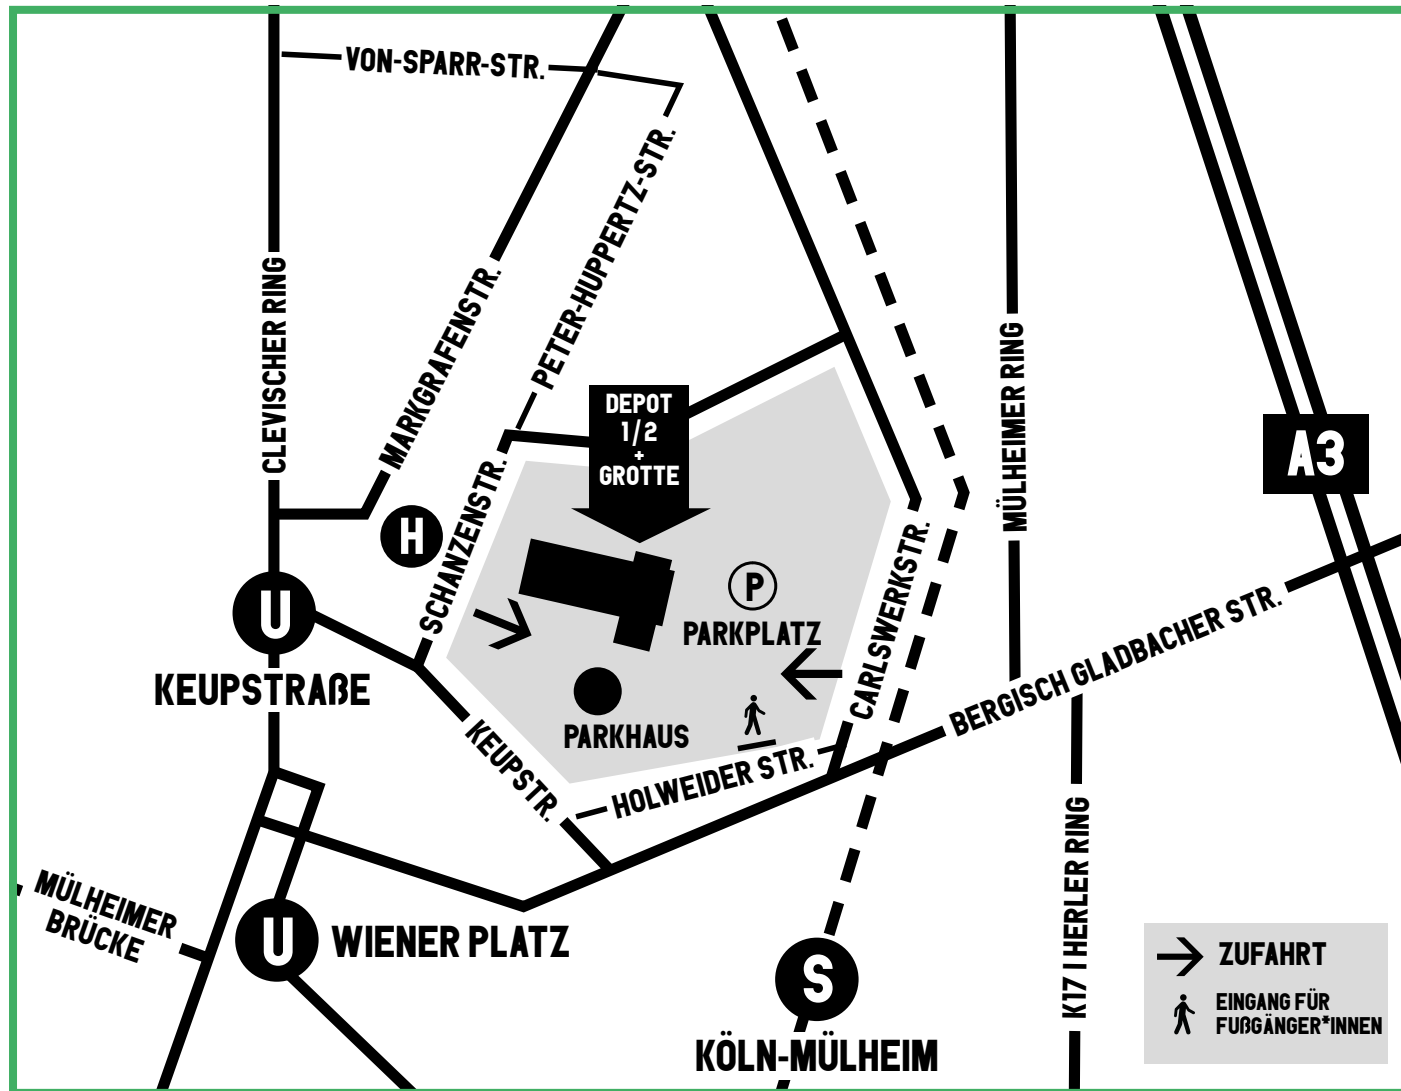 VON-SPARR-STR.
PETER-HUPPERTZ-STR.
CLEVISCHER RING
MARKGRAFENSTR.
MÜLHEIMER RING
DEPOT
1/2
+
GROTTE
A3
H
SCHANZENSTR.
CARLSWERKSTR.
P
PARKPLATZ
U
KEUPSTRAßE
BERGISCH GLADBACHER STR.
PARKHAUS
KEUPSTR.
HOLWEIDER STR.
MÜLHEIMER
BRÜCKE
U
WIENER PLATZ
S
KÖLN-MÜLHEIM
K17 I HERLER RING
ZUFAHRT
EINGANG FÜR
FUßGÄNGER*INNEN